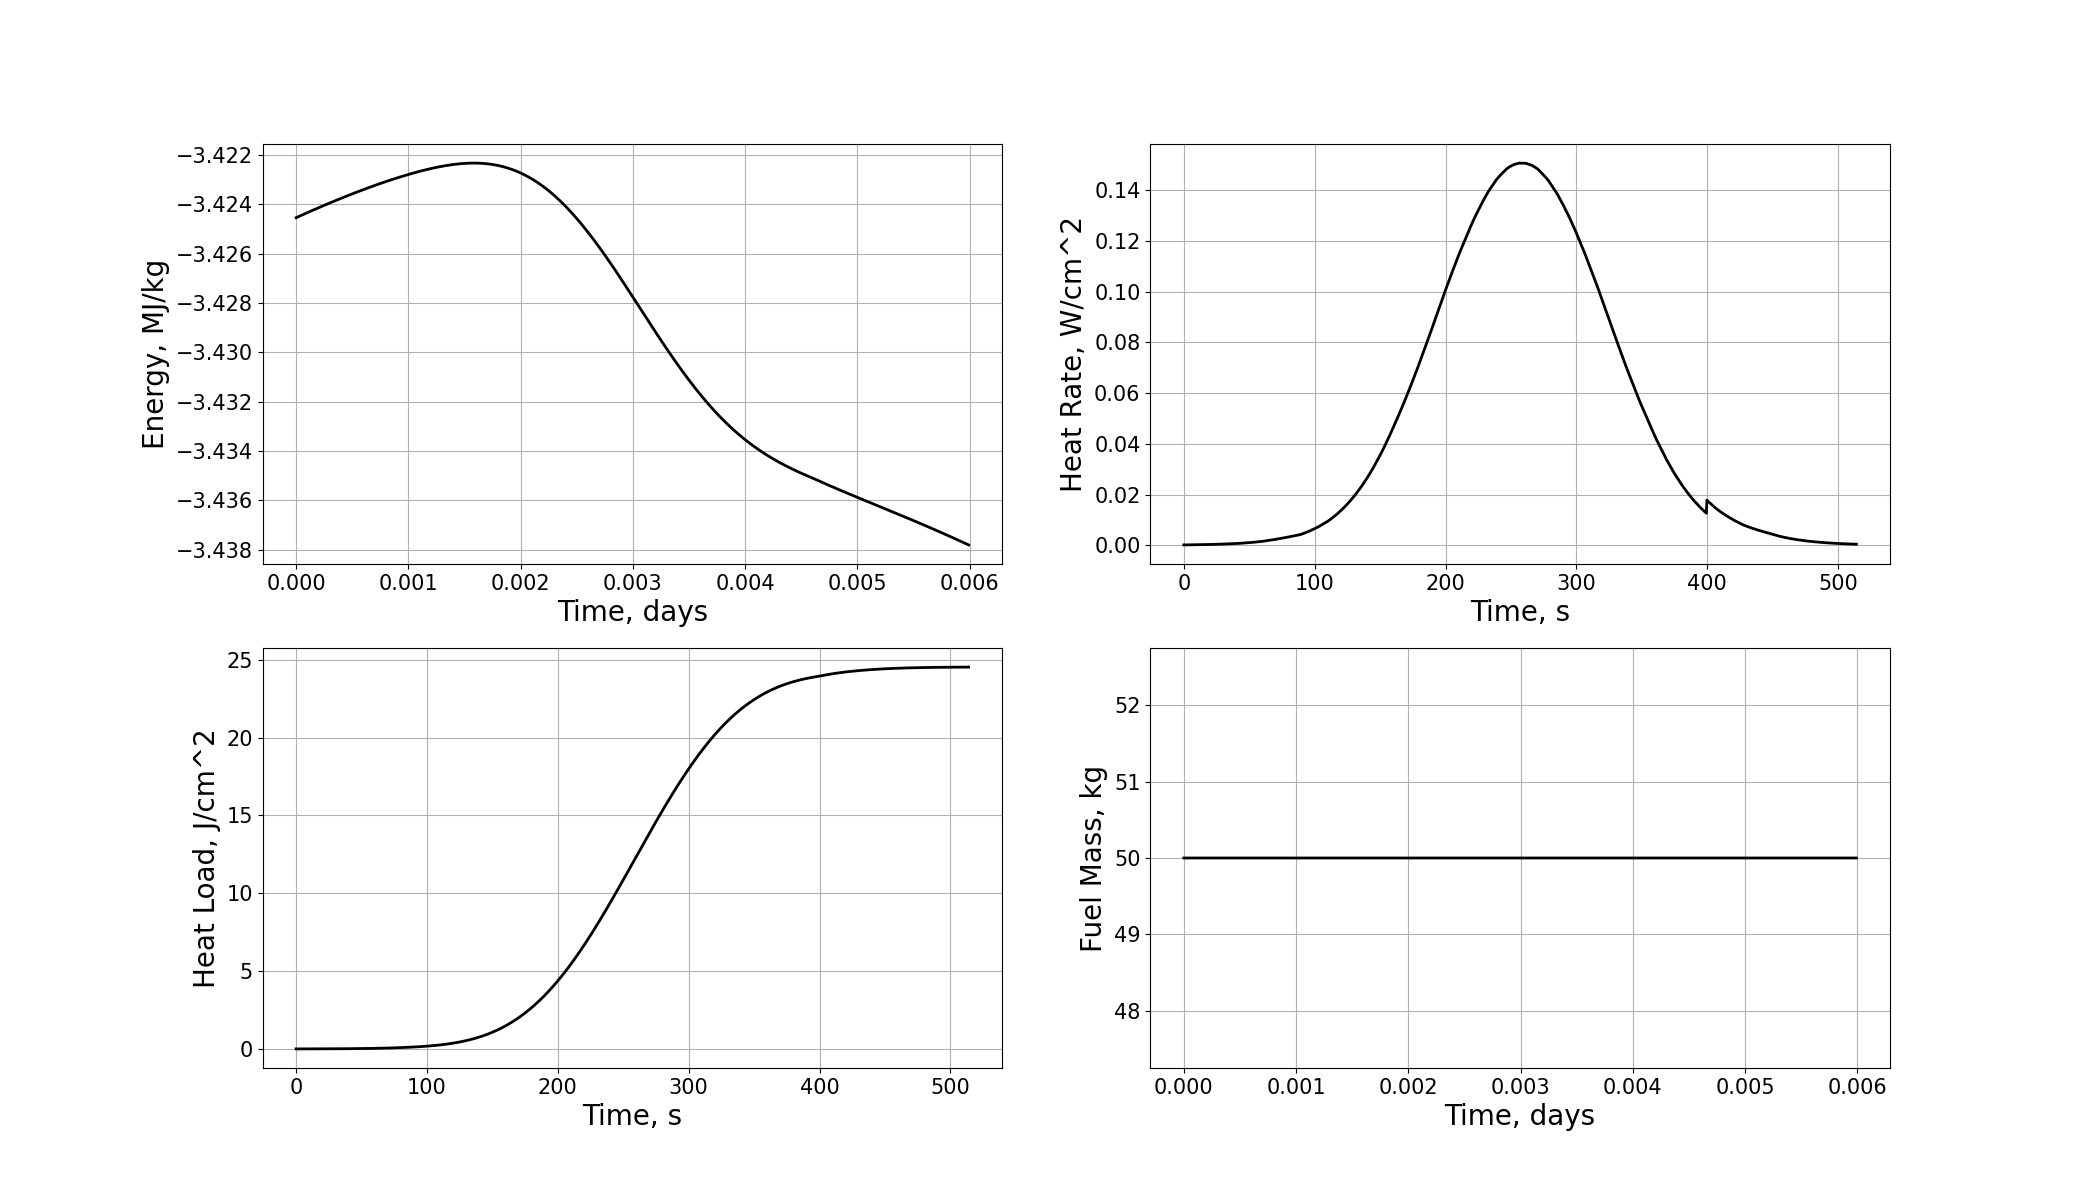 −3.422
−3.424
−3.426
−3.428
−3.430
−3.432
−3.434
−3.436
−3.438
Energy, MJ/kg
0.000 0.001 0.002 0.003 0.004 0.005 0.006
Time, days
0.14
0.12
0.10
0.08
0.06
0.04
0.02
0.00
Heat Rate, W/cm^2
0 100 200 300 400 500
Time, s
25
20
15
10
5
0
Heat Load, J/cm^2
0 100 200 300 400 500
Time, s
52
51
50
49
48
Fuel Mass, kg
0.000 0.001 0.002 0.003 0.004 0.005 0.006
Time, days